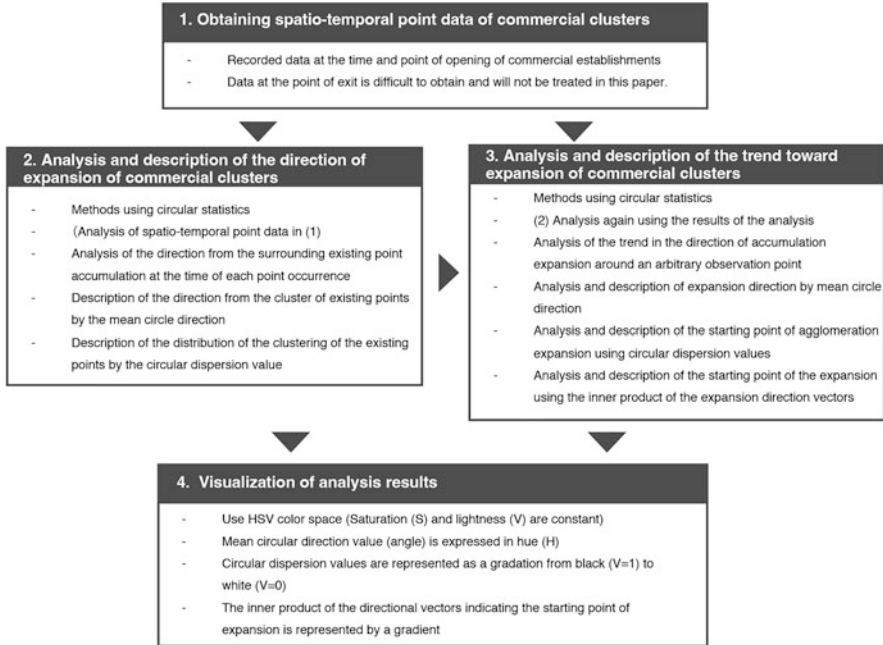 1. Obtaining spatio-temporal point data of commercial clusters
- Recorded data at the time and point of opening of commercial establishments
- Data at the point of exit is difficult to obtain and will not be treated in this paper.
2. Analysis and description of the direction of
expansion of commercial clusters
- Methods using circular statistics
- (Analysis of spatio-temporal point data in (1)
- Analysis of the direction from the surrounding existing point
accumulation at the time of each point occurrence
- Description of the direction from the cluster of existing points
by the mean circle direction
- Description of the distribution of the clustering of the existing
points by the circular dispersion value
3. Analysis and description of the trend toward
expansion of commercial clusters
- Methods using circular statistics
- (2) Analysis again using the results of the analysis
- Analysis of the trend in the direction of accumulation
expansion around an arbitrary observation point
- Analysis and description of expansion direction by mean circle
direction
- Analysis and description of the starting point of agglomeration
expansion using circular dispersion values
- Analysis and description of the starting point of the expansion
using the inner product of the expansion direction vectors
4. Visualization of analysis results
- Use HSV color space (Saturation (S) and lightness (V) are constant)
- Mean circular direction value (angle) is expressed in hue (H)
- Circular dispersion values are represented as a gradation from black (V=1) to
white (V=0)
- The inner product of the directional vectors indicating the starting point of
expansion is represented by a gradient